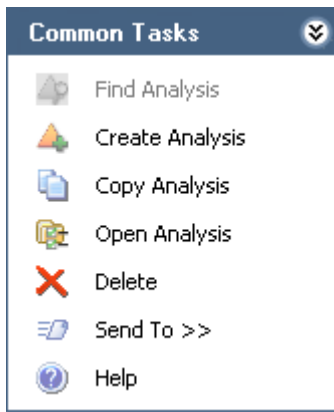 Common Tasks
Find Analysis
Create Analysis
Copy Analysis
Open Analysis
Delete
Send To >>
Help